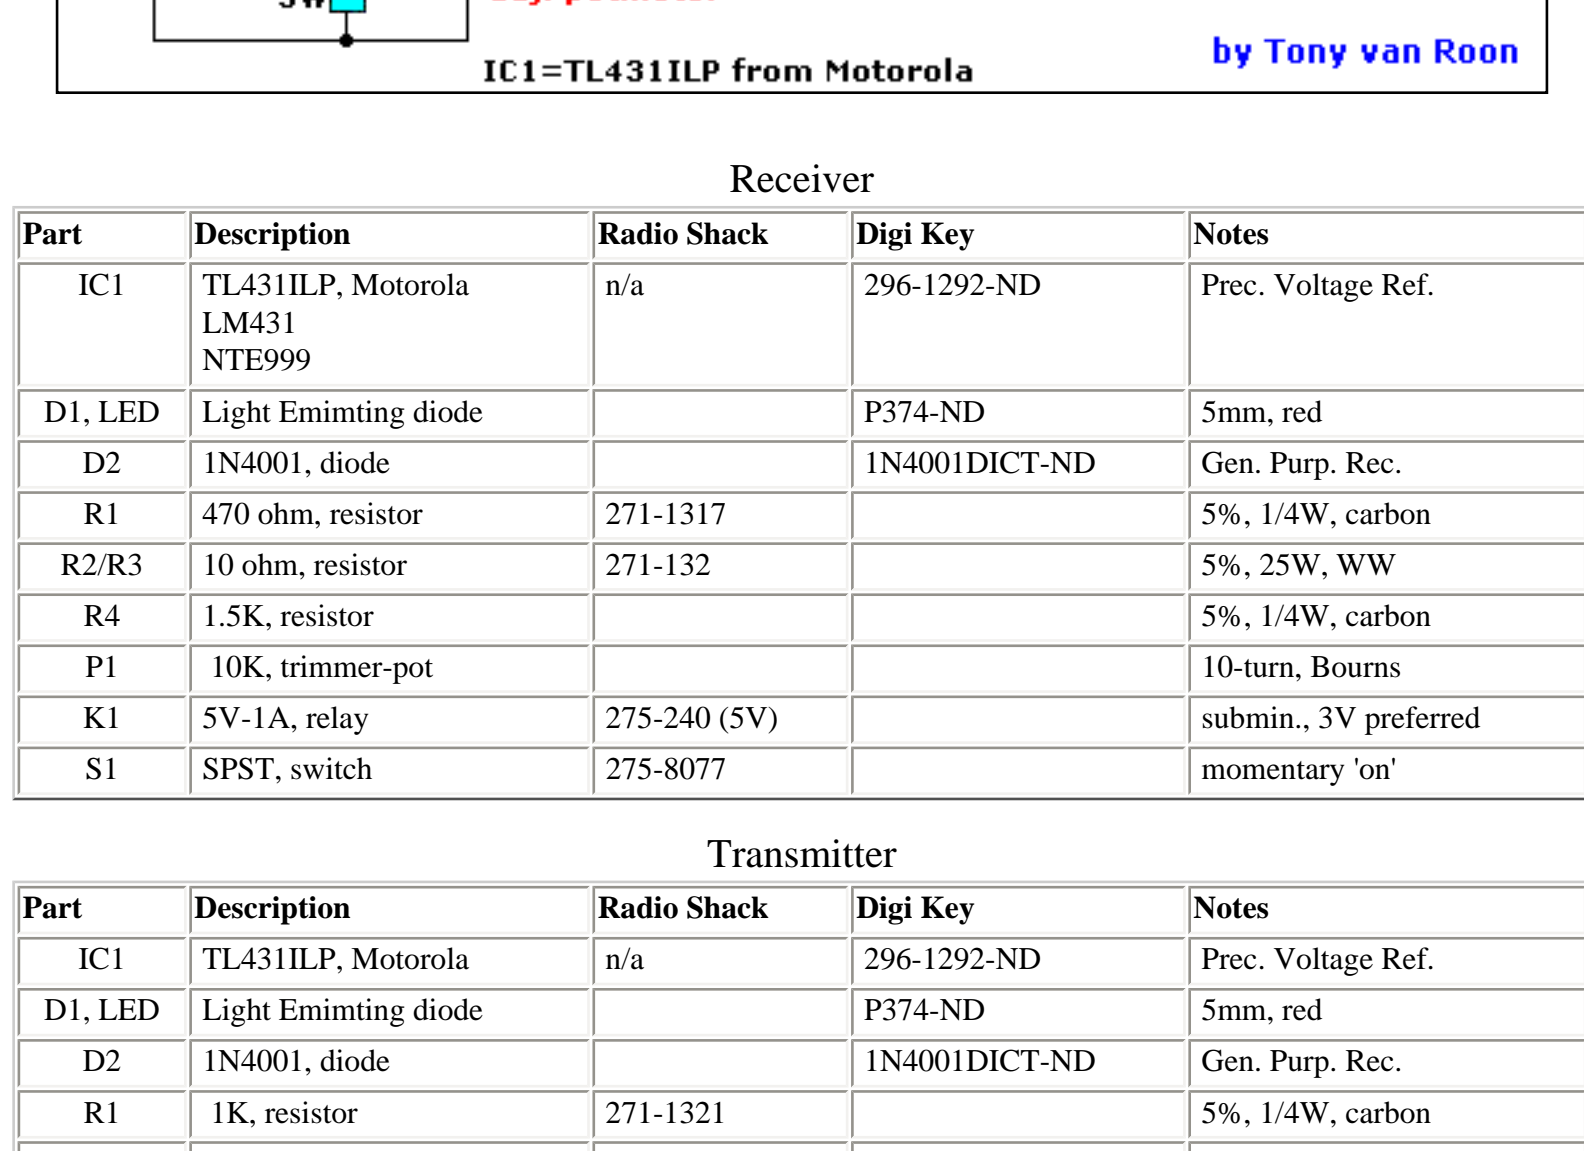 IC1=TL431ILP from Motorola
by Tony van Roon
Receiver
Part Description Radio Shack Digi Key Notes
IC1 TL431ILP, Motorola n/a 296-1292-ND Prec. Voltage Ref.
LM431
NTE999
D1, LED Light Emimting diode P374-ND 5mm, red
D2 1N4001, diode 1N4001DICT-ND Gen. Purp. Rec.
R1 470 ohm, resistor 271-1317 5%, 1/4W, carbon
R2/R3 10 ohm, resistor 271-132 5%, 25W, WW
R4 1.5K, resistor 5%, 1/4W, carbon
P1 10K, trimmer-pot 10-turn, Bourns
K1 5V-1A, relay 275-240 (5V) submin., 3V preferred
S1 SPST, switch 275-8077 momentary 'on'
Transmitter
Part Description Radio Shack Digi Key Notes
IC1 TL431ILP, Motorola n/a 296-1292-ND Prec. Voltage Ref.
D1, LED Light Emimting diode P374-ND 5mm, red
D2 1N4001, diode 1N4001DICT-ND Gen. Purp. Rec.
R1 1K, resistor 271-1321 5%, 1/4W, carbon